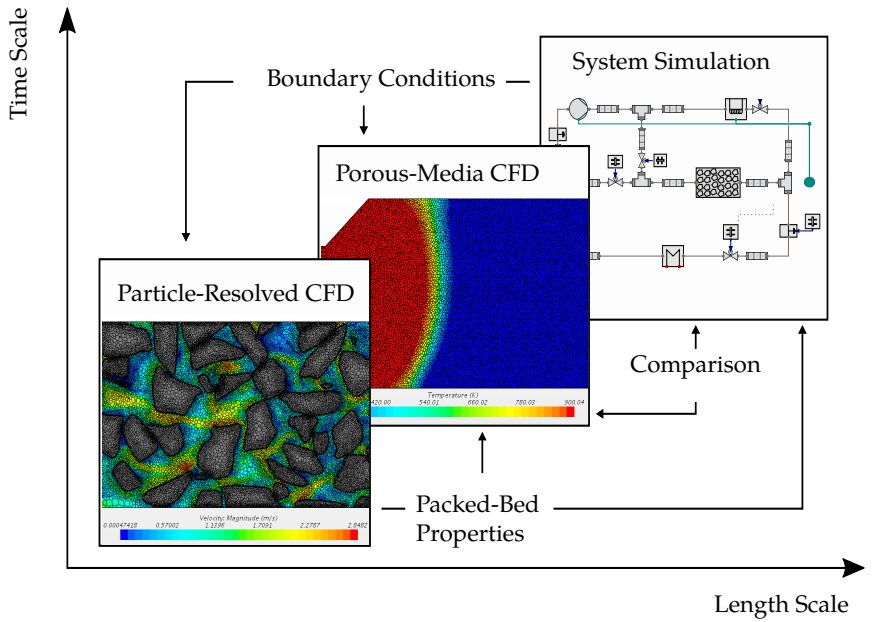 Time Scale
System Simulation
Boundary Conditions
Porous-Media CFD
Particle-Resolved CFD
Comparison
Temperature (K)
420.00 540.01 660.02 780.03 900.04
Packed-Bed
Properties
Velocity: Magnitude (m/s)
0.00047418 0.57002 1.1396 1.7091 2.2787 2.8482
Length Scale